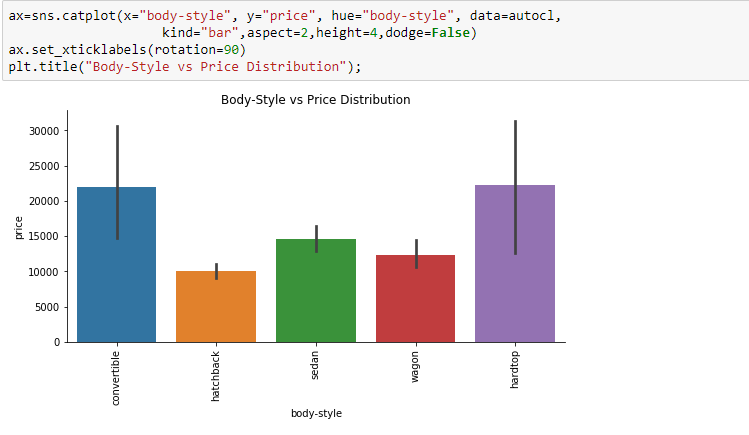 ax=sns.catplot(x="body-style", y="price", hue="body-style", data=autocl,
kind="bar",aspect=2,height=4,dodge=False)
ax.set_xticklabels(rotation=90)
plt.title("Body-Style vs Price Distribution");
Body-Style vs Price Distribution
30000
25000
20000
15000
10000
5000
0
price
convertible
hatchback
sedan
wagon
hardtop
body-style